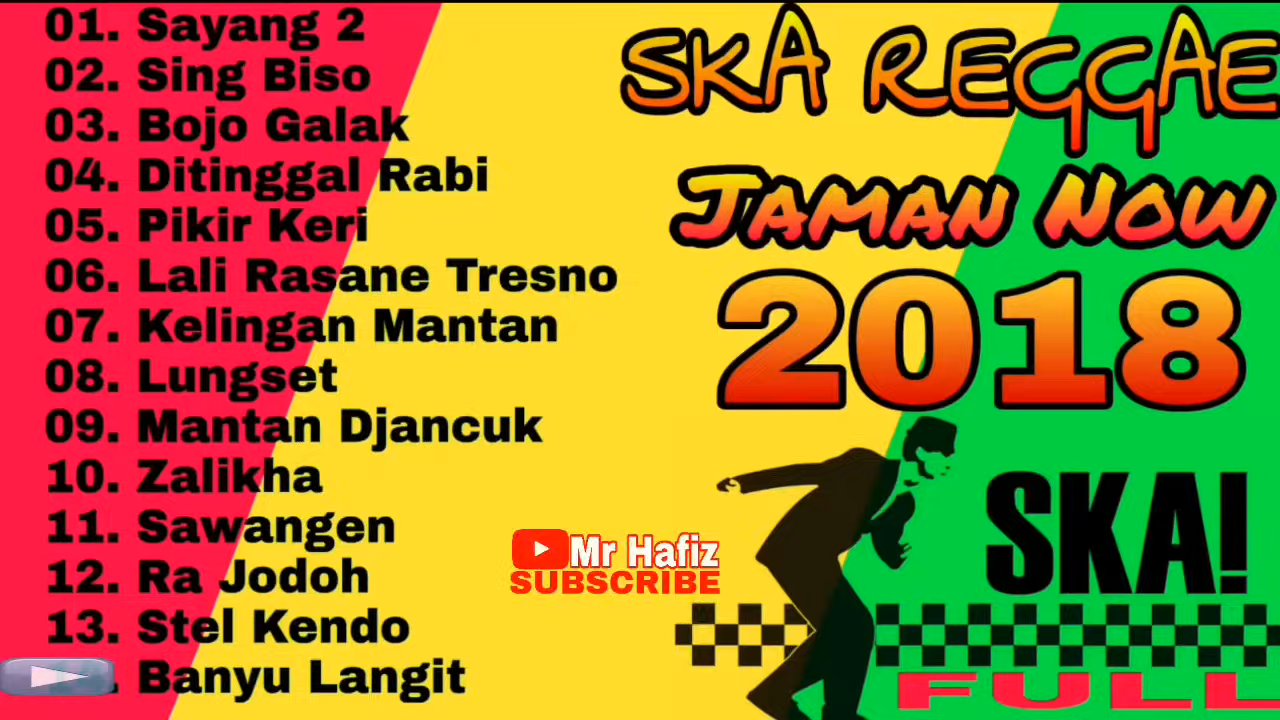 01. Sayang 2
02. Sing Biso
03. Bojo Galak
04. Ditinggal Rabi
05. Pikir Keri
06. Lali Rasane Tresno
07. Kelingan Mantan
08. Lungset
09. Mantan Djancuk
10. Zalikha
11. Sawangen
12. Ra Jodoh
13. Stel Kendo
. Banyu Langit
SKA REGGAE
JAMAN NOW
2018
SKA!
FULL
Mr Hafiz
SUBSCRIBE